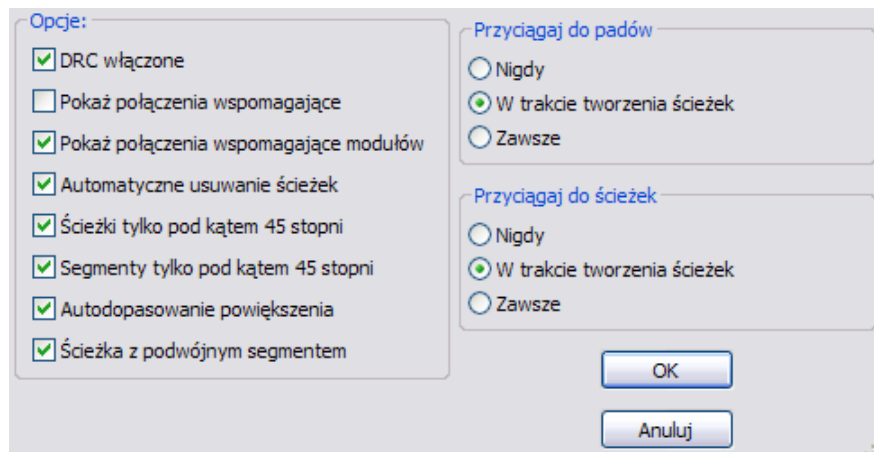 Opcje:
DRC włączone
Pokaż połączenia wspomagające
Pokaż połączenia wspomagające modułów
Automatyczne usuwanie ścieżek
Ścieżki tylko pod kątem 45 stopni
Segmenty tylko pod kątem 45 stopni
Autodopasowanie powiększenia
Ścieżka z podwójnym segmentem
Przyciągaj do padów
Nigdy
W trakcie tworzenia ścieżek
Zawsze
Przyciągaj do ścieżek
Nigdy
W trakcie tworzenia ścieżek
Zawsze
OK
Anuluj